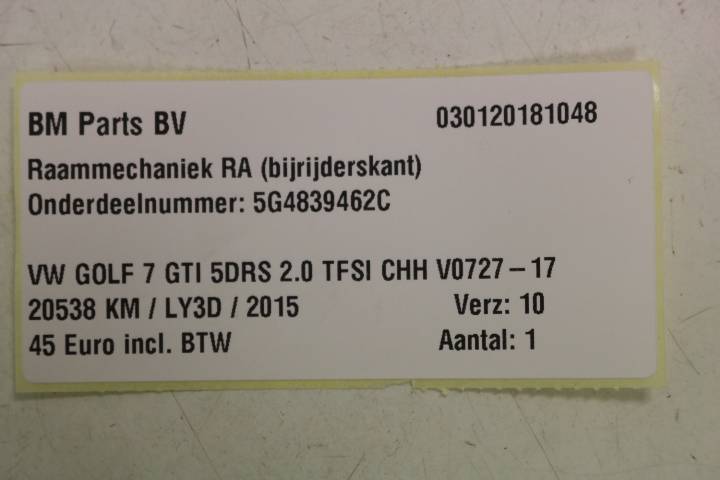 BM Parts BV 030120181048
Raammechaniek RA (bijrijderskant)
Onderdeelnummer: 5G4839462C
VW GOLF 7 GTI 5DRS 2.0 TFSI CHH V0727-17
20538 KM / LY3D / 2015 Verz: 10
45 Euro incl. BTW Aantal: 1